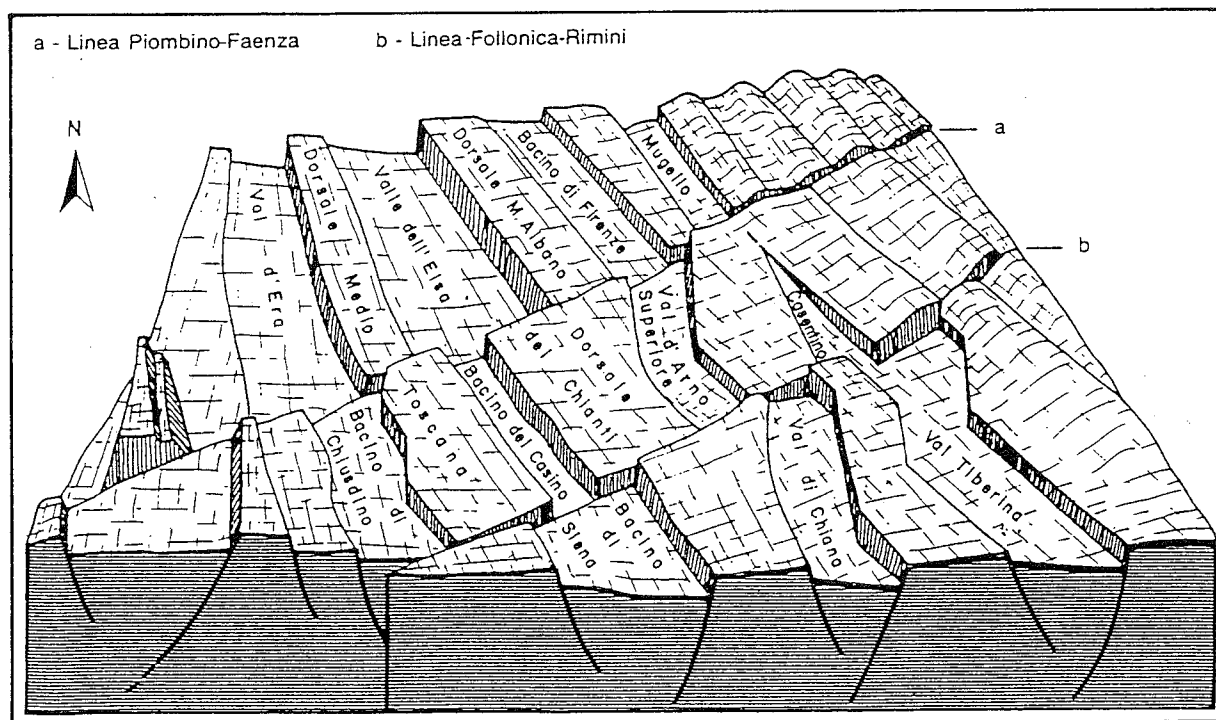 a - Linea Piombino-Faenza
b - Linea-Follonica-Rimini
N
a
b
Val d'Era
Dorsale Medio
Valle dell'Elsa
Dorsale M. Albano
Bacino di Firenze
Mugello
Casentino
Val d'Arno
Superiore
Dorsale
del Chianti
Toscana
Bacino del Casino
Bacino di
Chiusdino
Bacino di
Siena
Val
di Chiana
Val Tiberina